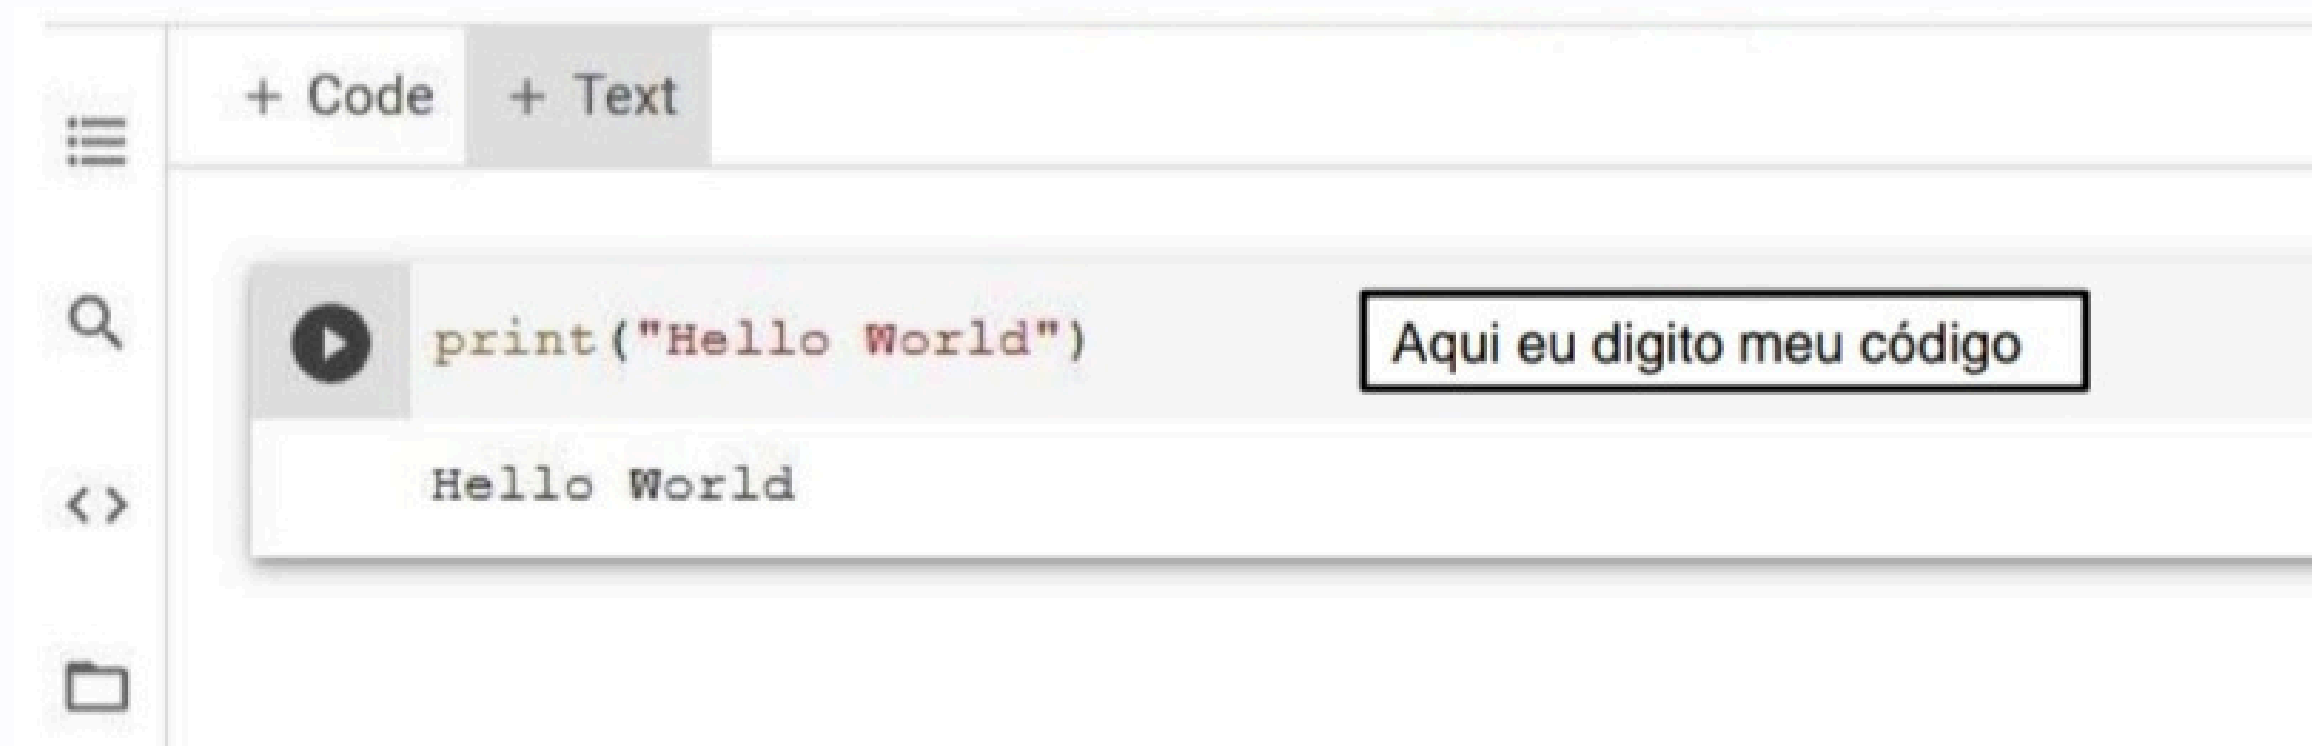 + Code + Text
print("Hello World") Aqui eu digito meu código
Hello World